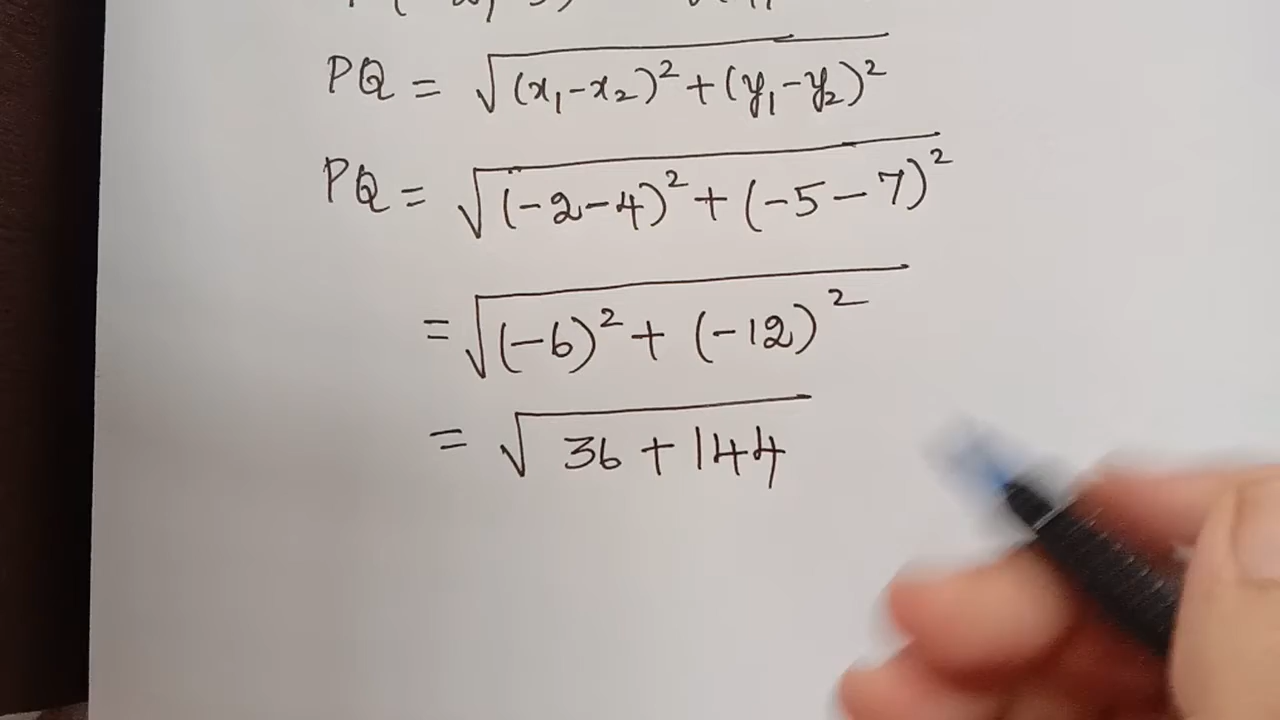 PQ = √(x₁-x₂)² + (y₁-y₂)²
PQ = √(-2-4)² + (-5-7)²
= √(-6)² + (-12)²
= √36+144